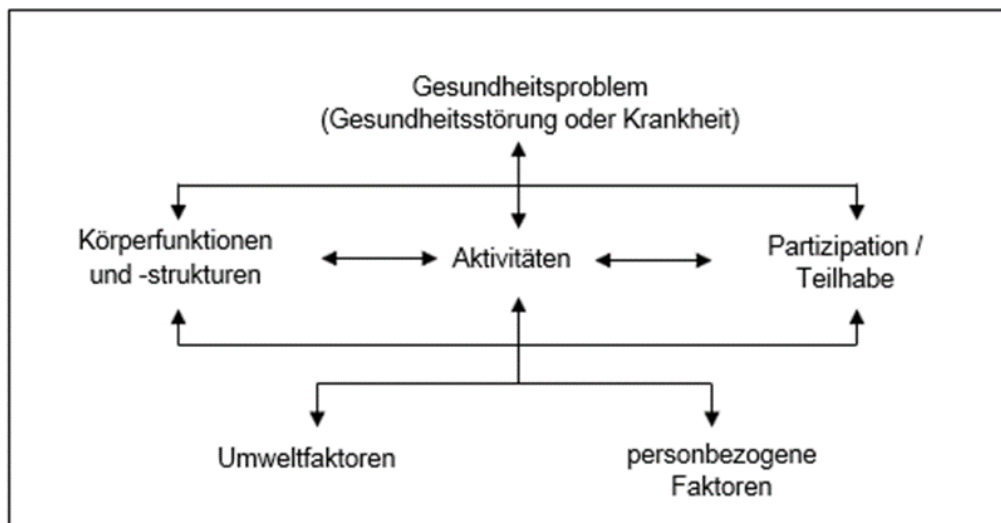 Gesundheitsproblem
(Gesundheitsstörung oder Krankheit)
Körperfunktionen
und -strukturen
Aktivitäten
Partizipation /
Teilhabe
Umweltfaktoren
personbezogene
Faktoren